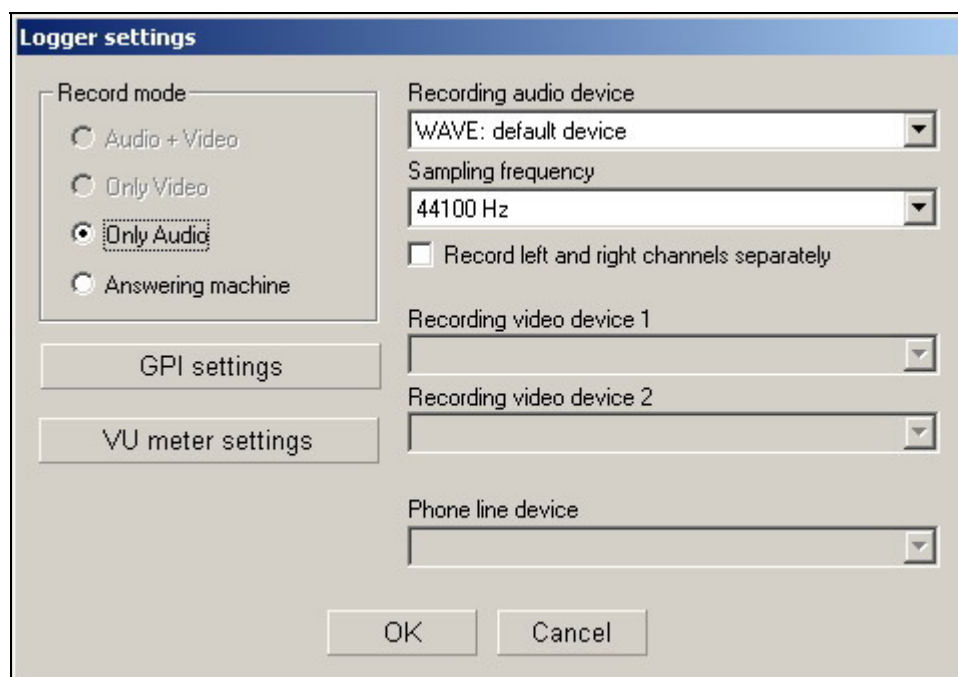 Logger settings
Record mode
Audio + Video
Only Video
Only Audio
Answering machine
GPI settings
VU meter settings
Recording audio device
WAVE: default device
Sampling frequency
44100 Hz
Record left and right channels separately
Recording video device 1
Recording video device 2
Phone line device
OK
Cancel